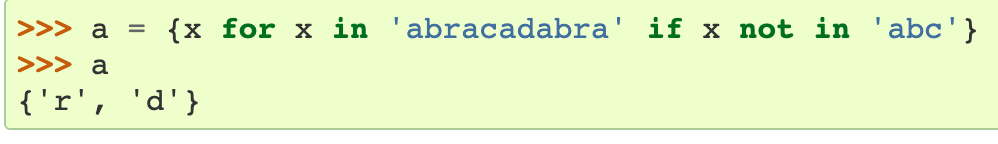 >>> a = {x for x in 'abracadabra' if x not in 'abc'}
>>> a
{'r', 'd'}